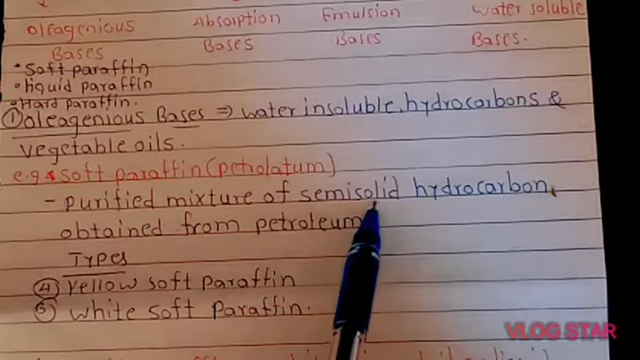 Oleagenious Absorption Emulsion Water soluble
Bases Bases Bases Bases.
• Soft paraffin
• liquid paraffin
• Hard paraffin.
① oleagenious Bases ⇒ water insoluble, hydrocarbons &
vegetable oils.
e.g * soft paraffin (petrolatum)
- purified mixture of semisolid hydrocarbon,
obtained from petroleum
Types
ⓐ Yellow soft paraffin
ⓑ white soft paraffin.
VLOG STAR